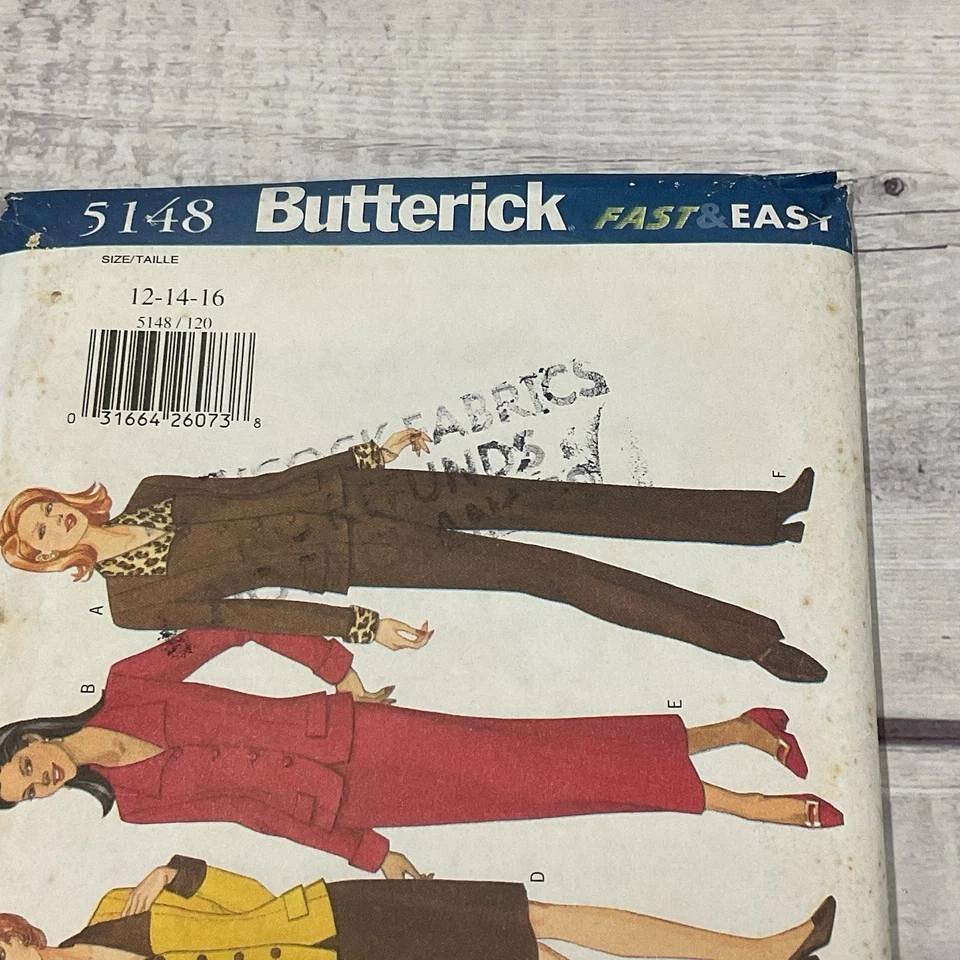 5148 Butterick FAST&EASY
SIZE/TAILLE
12-14-16
5148 / 120
0 31664 26073 8
FABRICS
F
A
B
E
D